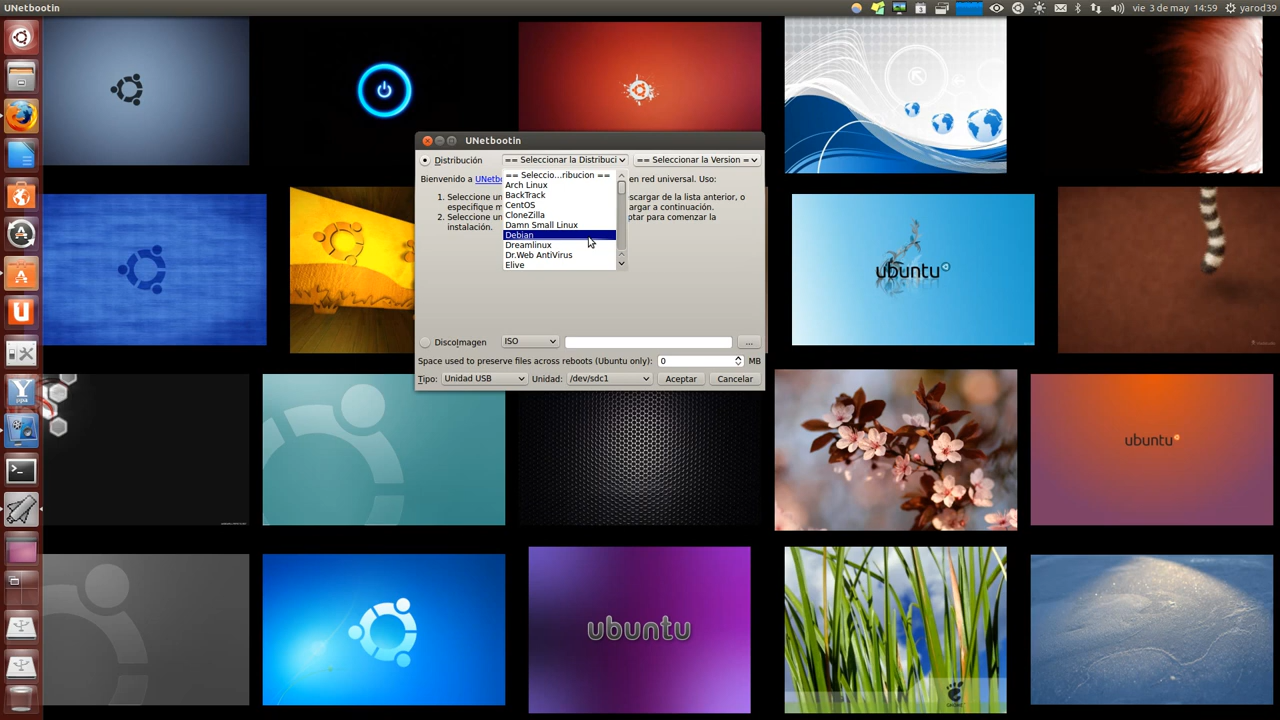 UNetbootin
vie 3 de may 14:59 yarod39
UNetbootin
Distribución == Seleccionar la Distribuci == Seleccionar la Version =
Bienvenido a UNetbo en red universal. Uso:
1. Seleccione un scargar de la lista anterior, o
especifique m argar a continuación.
2. Seleccione un ptar para comenzar la
instalación.
== Seleccio...ribucion ==
Arch Linux
BackTrack
CentOS
CloneZilla
Damn Small Linux
Debian
Dreamlinux
Dr.Web AntiVirus
Elive
DiscoImagen ISO ...
Space used to preserve files across reboots (Ubuntu only): 0 MB
Tipo: Unidad USB Unidad: /dev/sdc1 Aceptar Cancelar
ubuntu
ubuntu
ubuntu